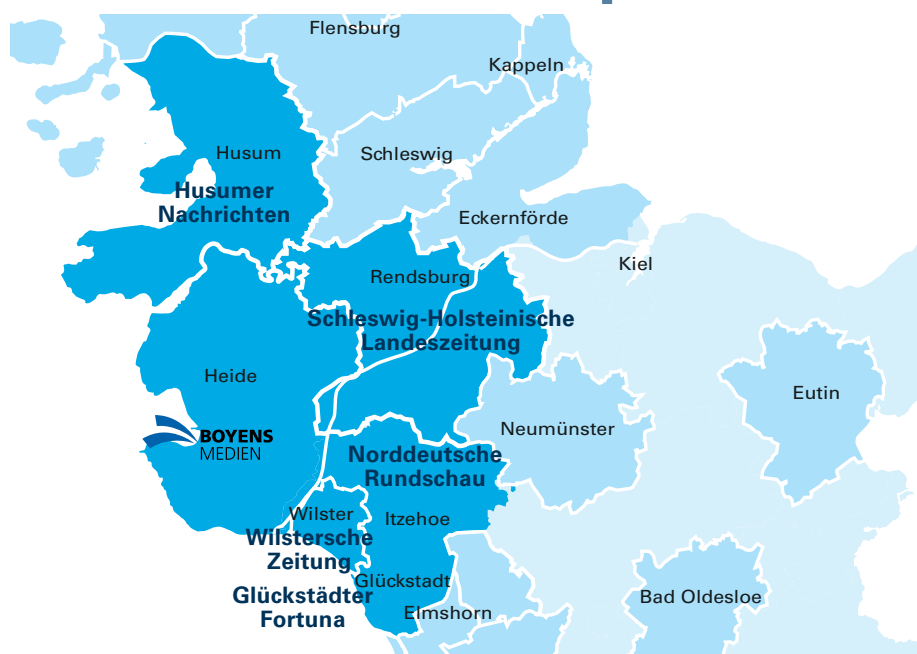 Flensburg
Kappeln
Husum
Schleswig
Husumer
Nachrichten
Eckernförde
Kiel
Rendsburg
Schleswig-Holsteinische
Landeszeitung
Heide
Eutin
BOYENS
MEDIEN
Neumünster
Norddeutsche
Rundschau
Wilster
Itzehoe
Wilstersche
Zeitung
Glückstadt
Glückstädter
Fortuna
Elmshorn
Bad Oldesloe